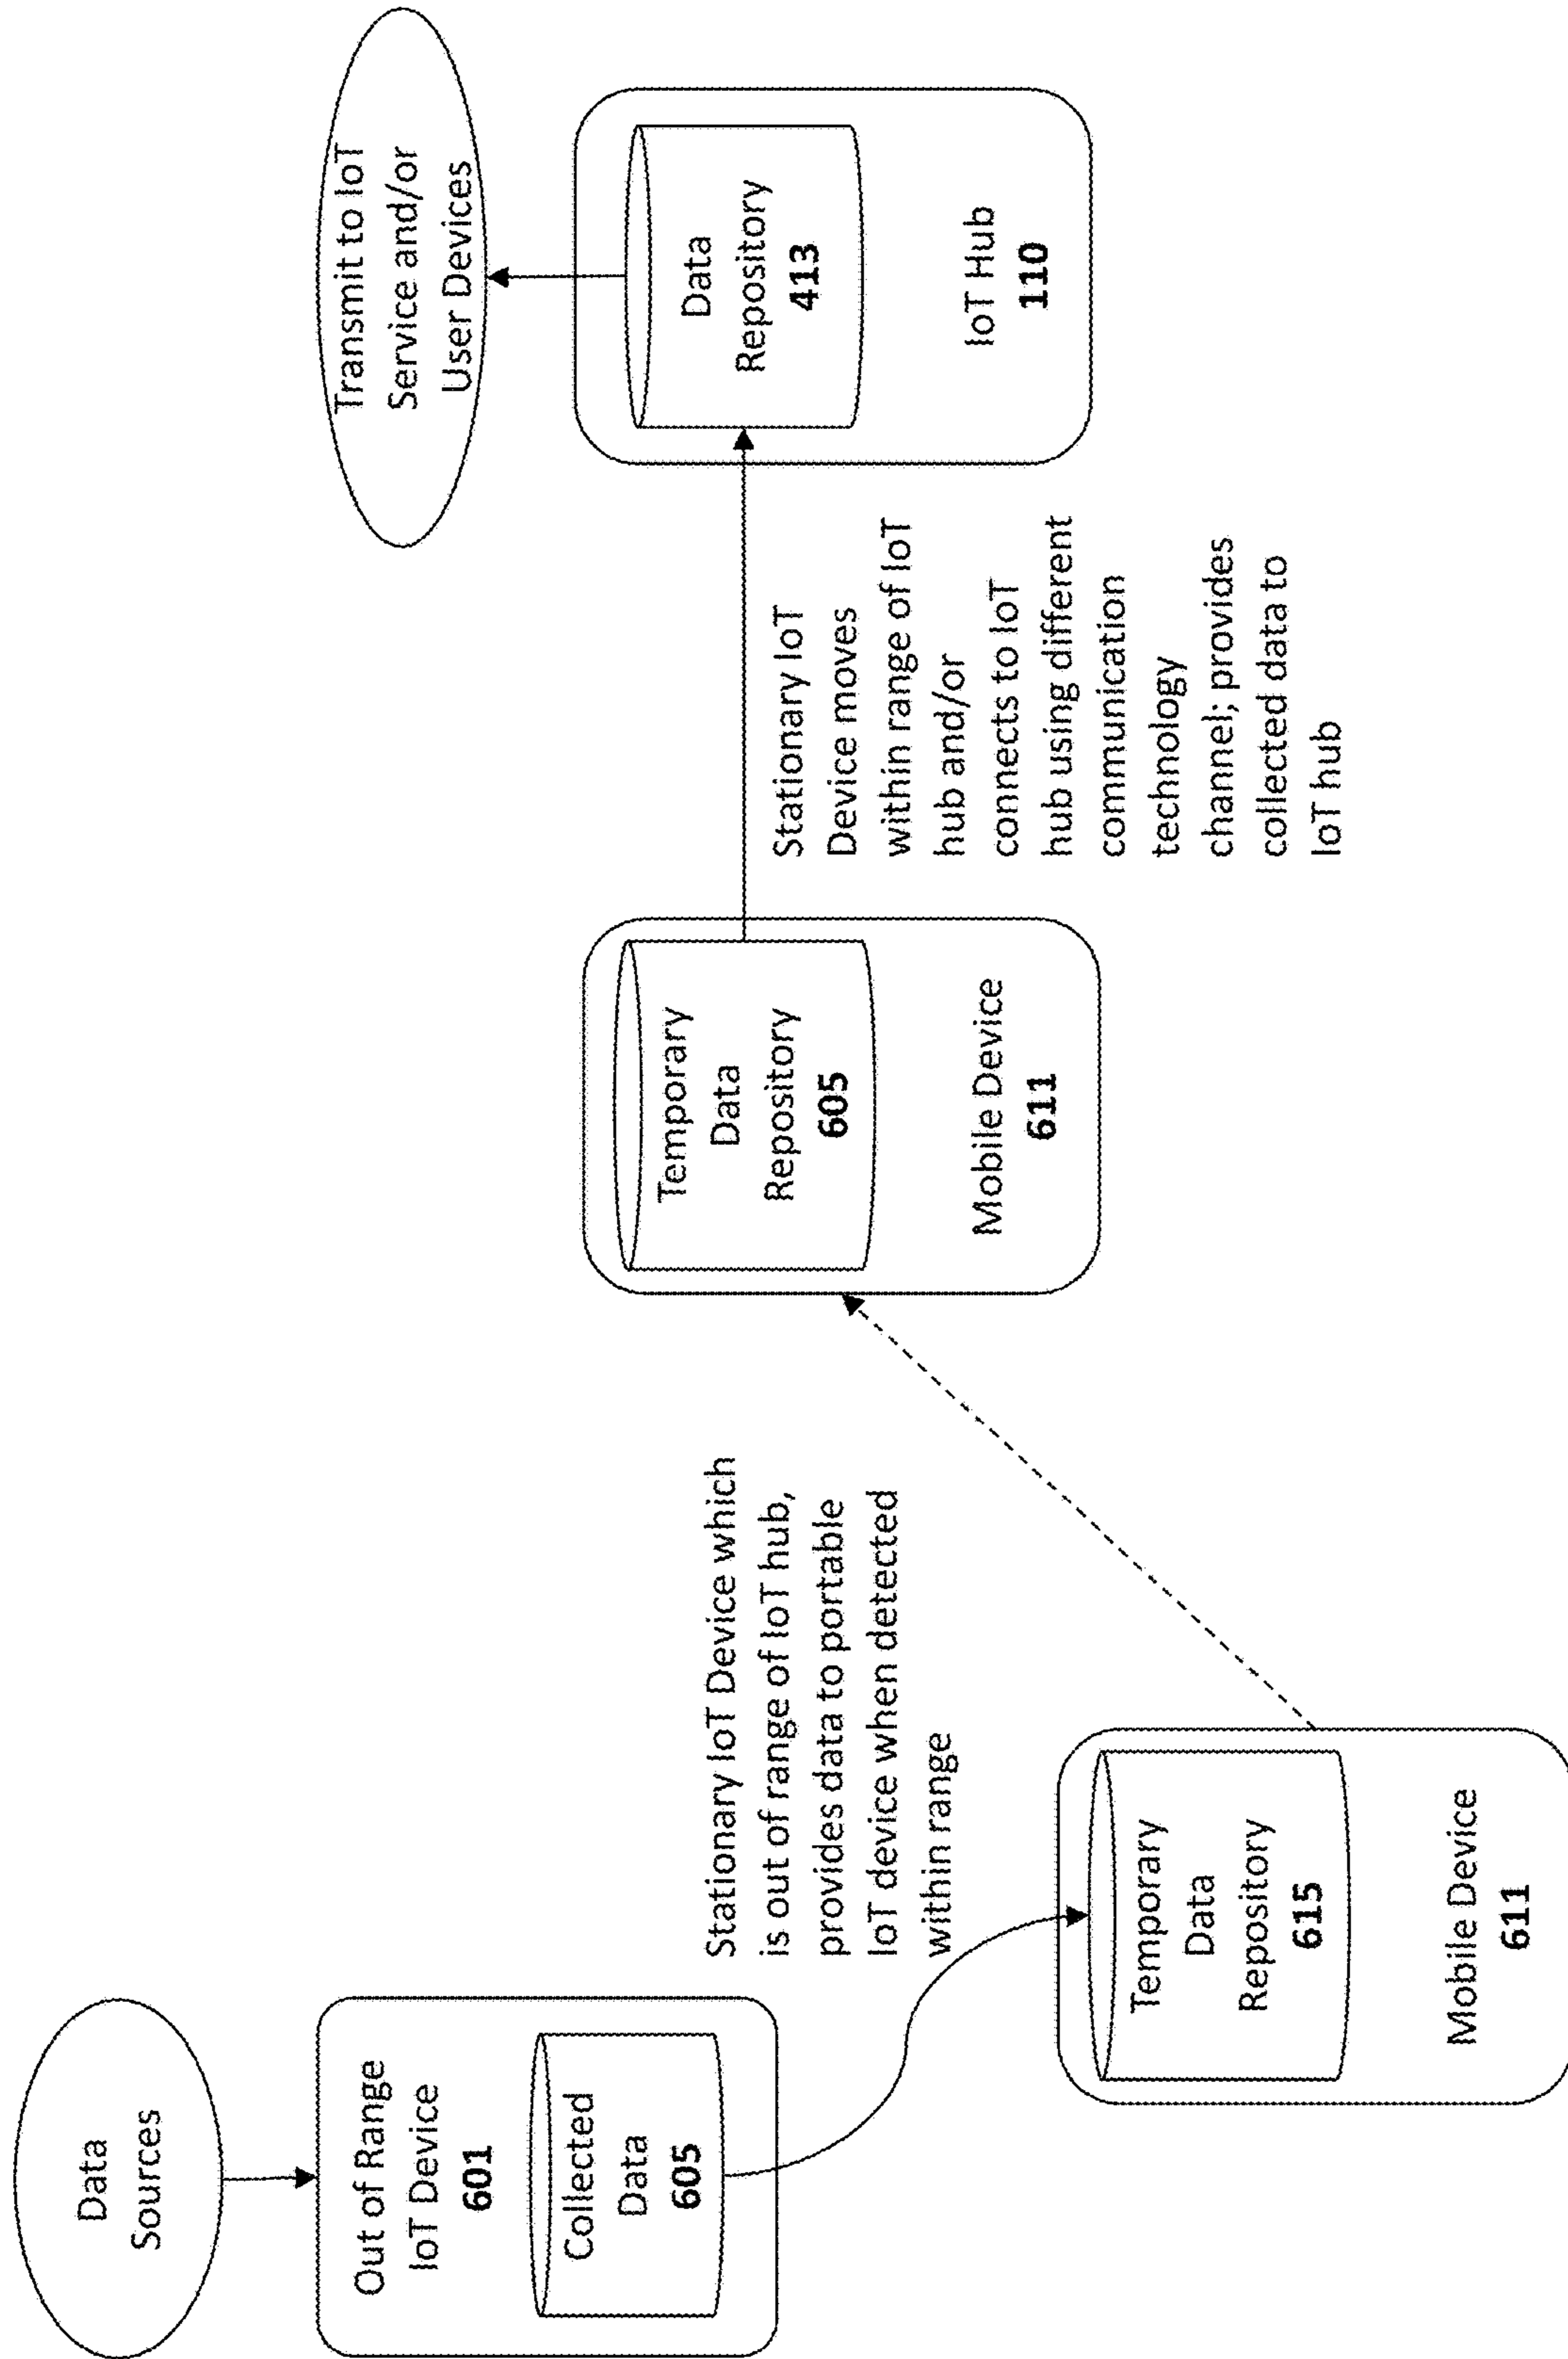 Data
Sources
Out of Range
IoT Device
601
Collected
Data
605
Stationary IoT Device which
is out of range of IoT hub,
provides data to portable
IoT device when detected
within range
Temporary
Data
Repository
615
Mobile Device
611
Temporary
Data
Repository
605
Mobile Device
611
Stationary IoT
Device moves
within range of IoT
hub and/or
connects to IoT
hub using different
communication
technology
channel; provides
collected data to
IoT hub
Transmit to IoT
Service and/or
User Devices
Data
Repository
413
IoT Hub
110